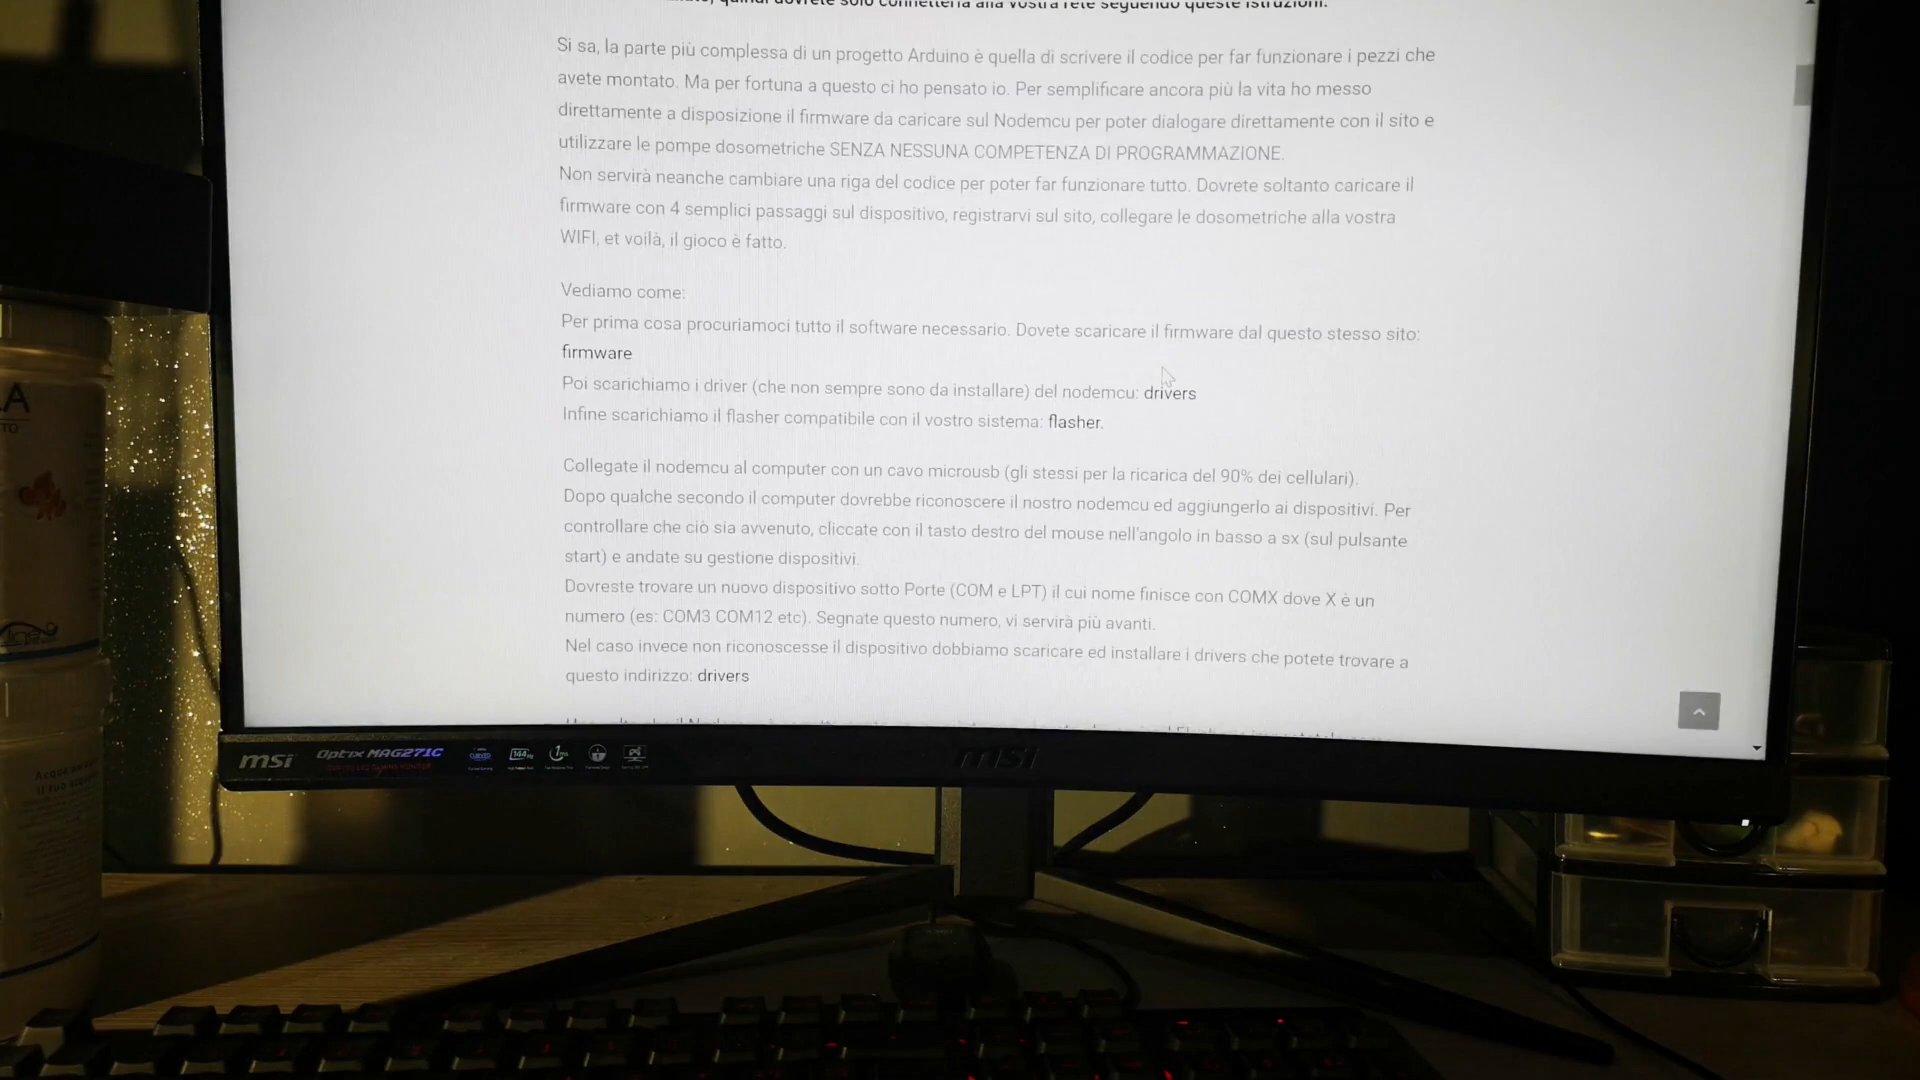 quindi dovrete solo connetterla alla vostra rete seguendo queste istruzioni.
Si sa, la parte più complessa di un progetto Arduino è quella di scrivere il codice per far funzionare i pezzi che
avete montato. Ma per fortuna a questo ci ho pensato io. Per semplificare ancora più la vita ho messo
direttamente a disposizione il firmware da caricare sul Nodemcu per poter dialogare direttamente con il sito e
utilizzare le pompe dosometriche SENZA NESSUNA COMPETENZA DI PROGRAMMAZIONE.
Non servirà neanche cambiare una riga del codice per poter far funzionare tutto. Dovrete soltanto caricare il
firmware con 4 semplici passaggi sul dispositivo, registrarvi sul sito, collegare le dosometriche alla vostra
WIFI, et voilà, il gioco è fatto.
Vediamo come:
Per prima cosa procuriamoci tutto il software necessario. Dovete scaricare il firmware dal questo stesso sito:
firmware
Poi scarichiamo i driver (che non sempre sono da installare) del nodemcu: drivers
Infine scarichiamo il flasher compatibile con il vostro sistema: flasher.
Collegate il nodemcu al computer con un cavo microusb (gli stessi per la ricarica del 90% dei cellulari).
Dopo qualche secondo il computer dovrebbe riconoscere il nostro nodemcu ed aggiungerlo ai dispositivi. Per
controllare che ciò sia avvenuto, cliccate con il tasto destro del mouse nell'angolo in basso a sx (sul pulsante
start) e andate su gestione dispositivi.
Dovreste trovare un nuovo dispositivo sotto Porte (COM e LPT) il cui nome finisce con COMX dove X è un
numero (es: COM3 COM12 etc). Segnate questo numero, vi servirà più avanti.
Nel caso invece non riconoscesse il dispositivo dobbiamo scaricare ed installare i drivers che potete trovare a
questo indirizzo: drivers
msi Optix MAG271C
144
1ms
msi